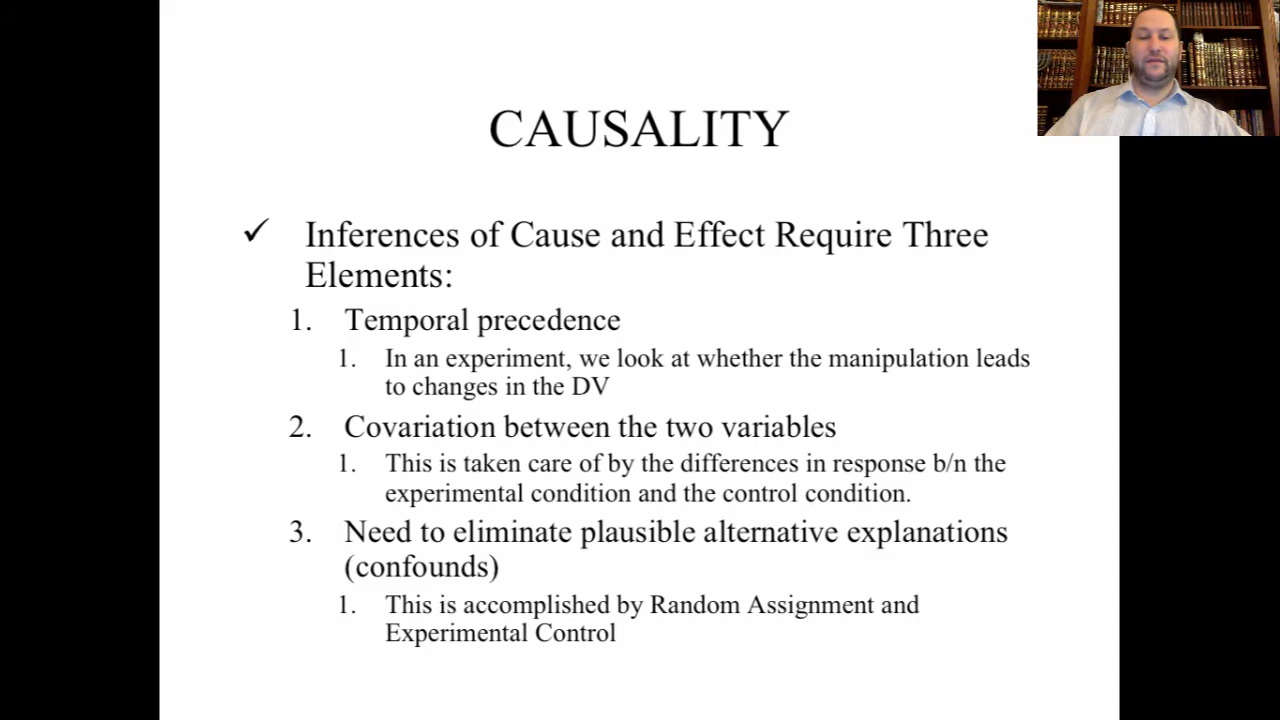 CAUSALITY
✓ Inferences of Cause and Effect Require Three
Elements:
1. Temporal precedence
1. In an experiment, we look at whether the manipulation leads
to changes in the DV
2. Covariation between the two variables
1. This is taken care of by the differences in response b/n the
experimental condition and the control condition.
3. Need to eliminate plausible alternative explanations
(confounds)
1. This is accomplished by Random Assignment and
Experimental Control